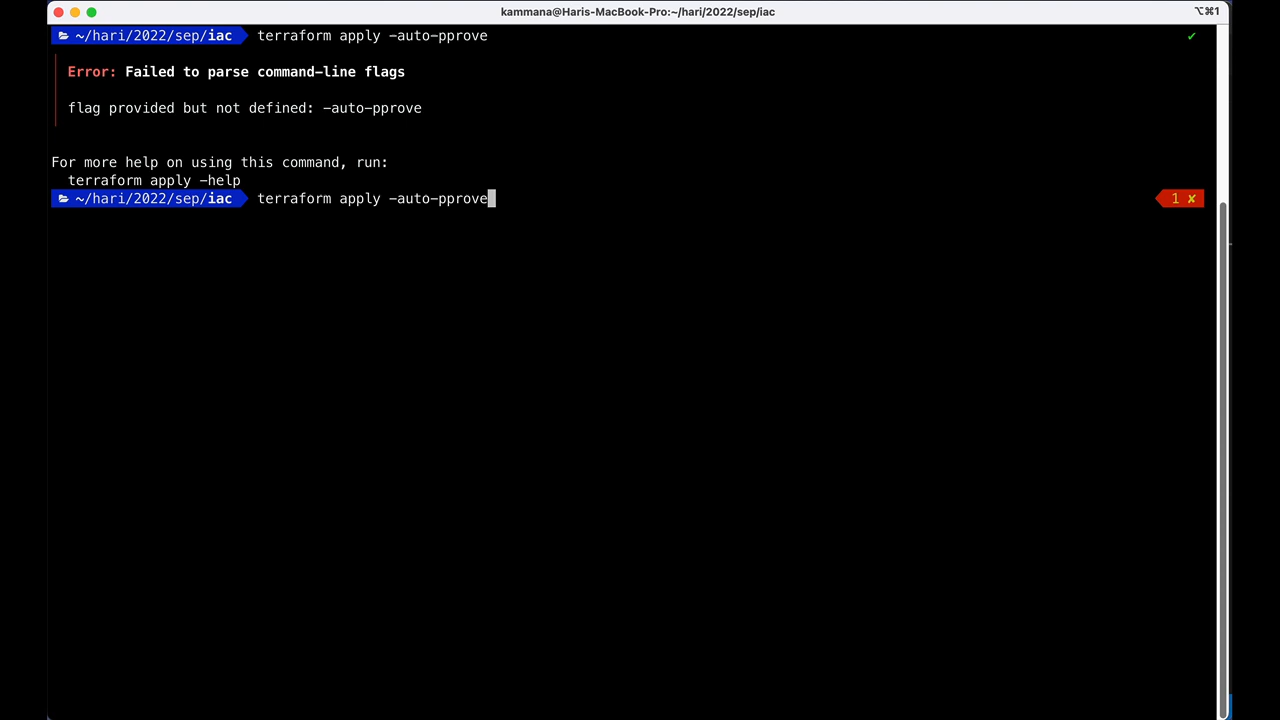 kammana@Haris-MacBook-Pro:~/hari/2022/sep/iac ⌥⌘1
~/hari/2022/sep/iac terraform apply -auto-pprove ✔
Error: Failed to parse command-line flags
flag provided but not defined: -auto-pprove
For more help on using this command, run:
terraform apply -help
~/hari/2022/sep/iac terraform apply -auto-pprove 1 ✘